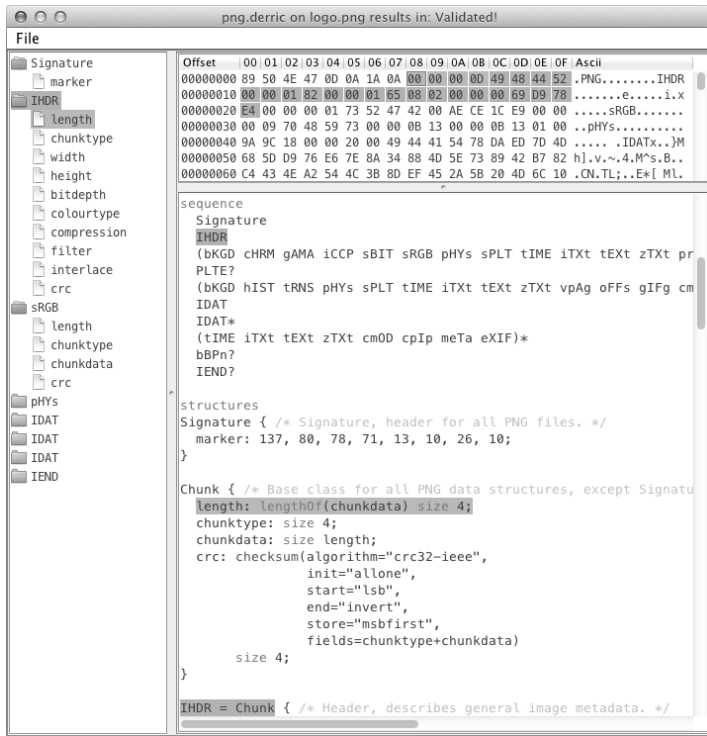 png.derric on logo.png results in: Validated!
File
Signature
marker
IHDR
length
chunktype
width
height
bitdepth
colourtype
compression
filter
interlace
crc
sRGB
length
chunktype
chunkdata
crc
pHYs
IDAT
IDAT
IDAT
IEND
Offset 00 01 02 03 04 05 06 07 08 09 0A 0B 0C 0D 0E 0F Ascii
00000000 89 50 4E 47 0D 0A 1A 0A 00 00 00 0D 49 48 44 52 .PNG........IHDR
00000010 00 00 01 82 00 00 01 65 08 02 00 00 00 69 D9 78 .......e.....i.x
00000020 E4 00 00 00 01 73 52 47 42 00 AE CE 1C E9 00 00 .....sRGB.......
00000030 00 09 70 48 59 73 00 00 0B 13 00 00 0B 13 01 00 ..pHYs..........
00000040 9A 9C 18 00 00 20 00 49 44 41 54 78 DA ED 7D 4D ..... .IDATx..}M
00000050 68 5D D9 76 E6 7E 8A 34 88 4D 5E 73 89 42 B7 82 h].v.~.4.M^s.B..
00000060 C4 43 4E A2 54 4C 3B 8D EF 45 2A 5B 20 4D 6C 10 .CN.TL;..E*[ Ml.
sequence
Signature
IHDR
(bKGD cHRM gAMA iCCP sBIT sRGB pHYs sPLT tIME iTXt tEXt zTXt pr
PLTE?
(bKGD hIST tRNS pHYs sPLT tIME iTXt tEXt zTXt vpAg oFFs gIFg cm
IDAT
IDAT*
(tIME iTXt tEXt zTXt cmOD cpIp meTa eXIF)*
bBPn?
IEND?
structures
Signature { /* Signature, header for all PNG files. */
marker: 137, 80, 78, 71, 13, 10, 26, 10;
}
Chunk { /* Base class for all PNG data structures, except Signatu
length: lengthOf(chunkdata) size 4;
chunktype: size 4;
chunkdata: size length;
crc: checksum(algorithm="crc32-ieee",
init="allone",
start="lsb",
end="invert",
store="msbfirst",
fields=chunktype+chunkdata)
size 4;
}
IHDR = Chunk { /* Header, describes general image metadata. */